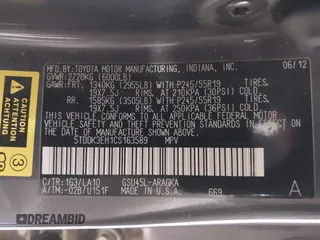 MFD. BY: TOYOTA MOTOR MANUFACTURING, INDIANA, INC. 06/12
GVWR: 2720KG (6000LB)
GAWR: FRT. 1340KG (2955LB) WITH P245/55R19 TIRES,
19X7.5J RIMS, AT 250KPA (36PSI) COLD
RR. 1585KG (3505LB) WITH P245/55R19 TIRES,
19X7.5J RIMS, AT 250KPA (36PSI) COLD
THIS VEHICLE CONFORMS TO ALL APPLICABLE FEDERAL MOTOR
VEHICLE SAFETY AND THEFT PREVENTION STANDARDS IN EFFECT ON
THE DATE OF MANUFACTURE SHOWN ABOVE.
5TDDK3EH1CS163589 MPV
C/TR: 1G3/LA10 GSU45L-ARAGKA A
A/TM: -02B/U151F MADE IN U.S.A. 669
DREAMBID